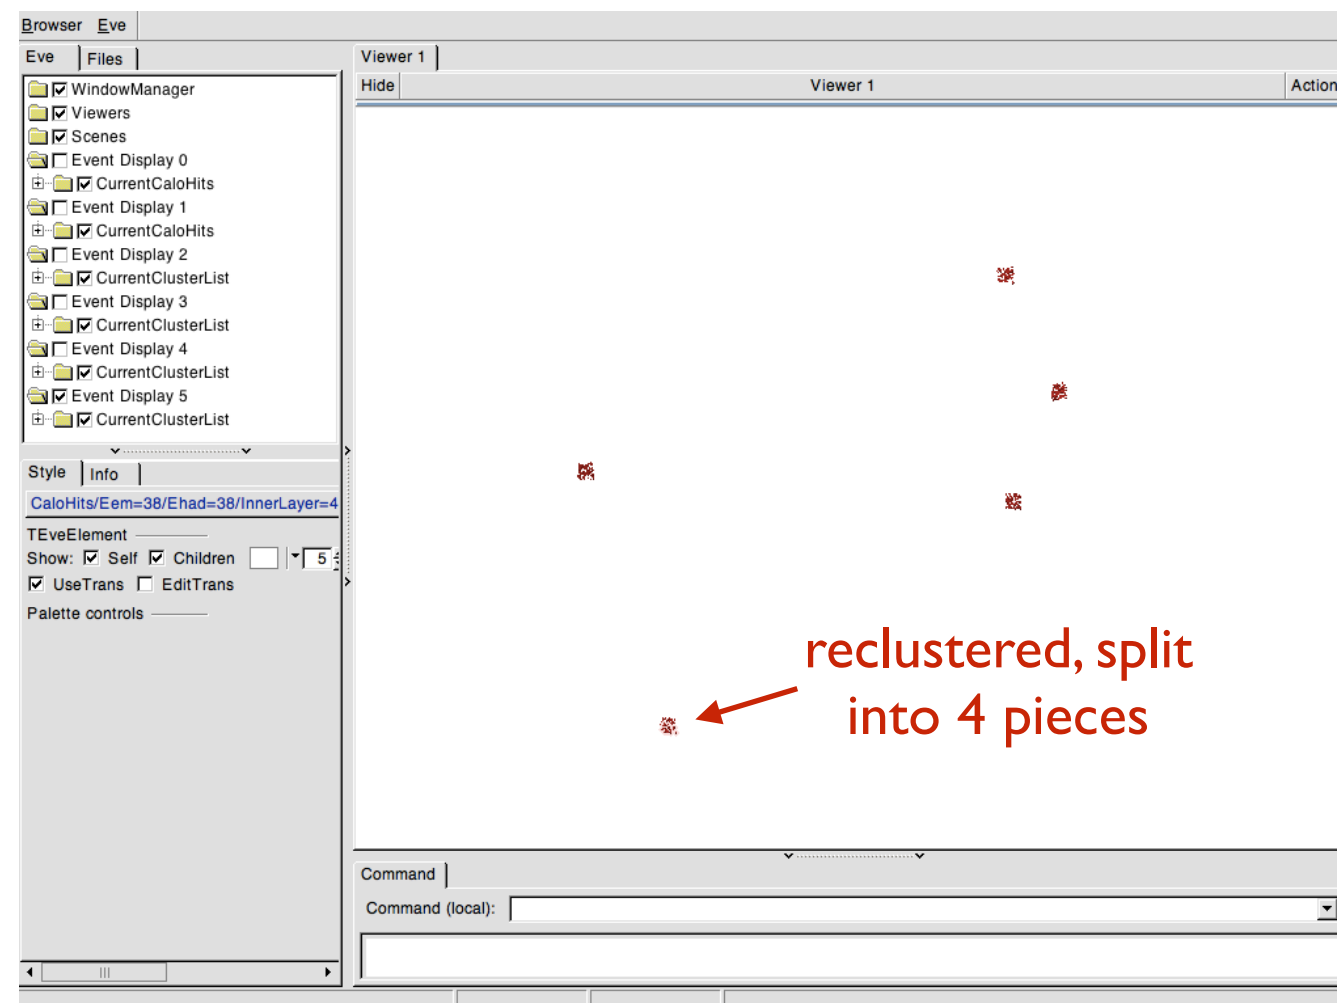 Browser Eve
Eve Files
WindowManager
Viewers
Scenes
Event Display 0
CurrentCaloHits
Event Display 1
CurrentCaloHits
Event Display 2
CurrentClusterList
Event Display 3
CurrentClusterList
Event Display 4
CurrentClusterList
Event Display 5
CurrentClusterList
Style Info
CaloHits/Eem=38/Ehad=38/InnerLayer=4
TEveElement
Show: Self Children 5
UseTrans EditTrans
Palette controls
Viewer 1
Hide Viewer 1 Action
reclustered, split
into 4 pieces
Command
Command (local):